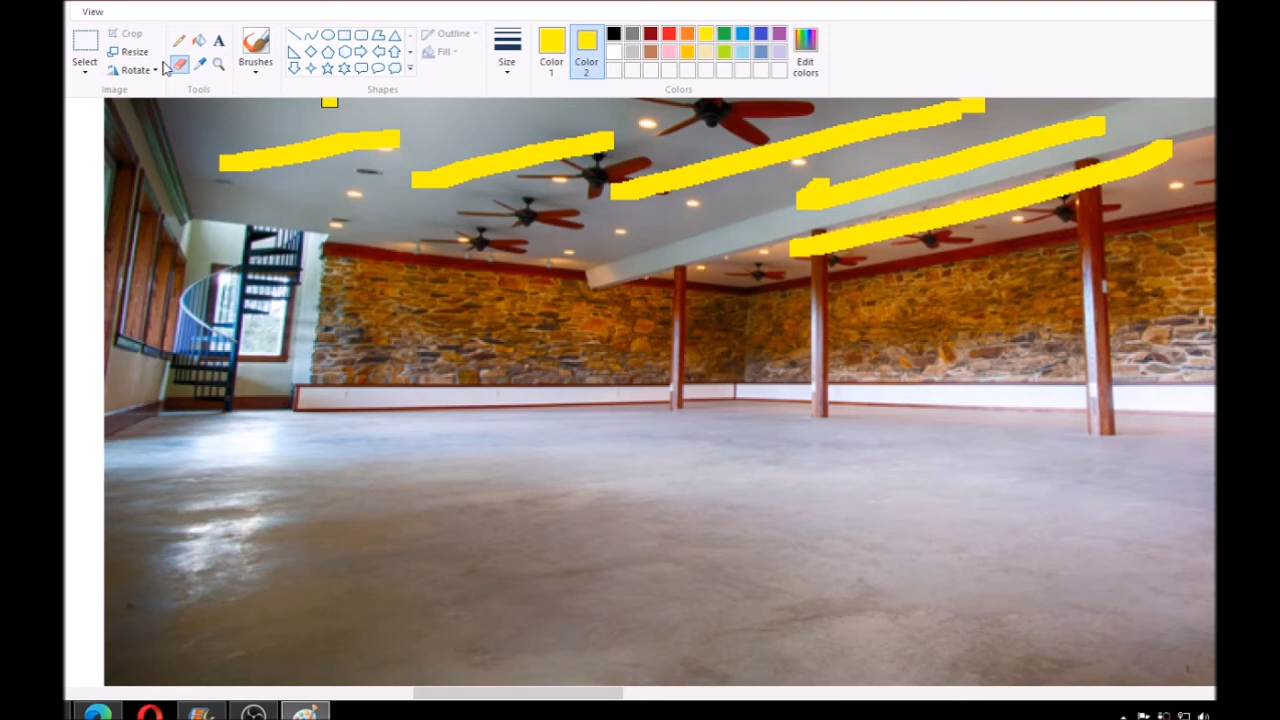 View
Crop
Resize
Rotate
Select
Brushes
Outline
Fill
Size
Color
1
Color
2
Edit
colors
Image
Tools
A
Shapes
Colors